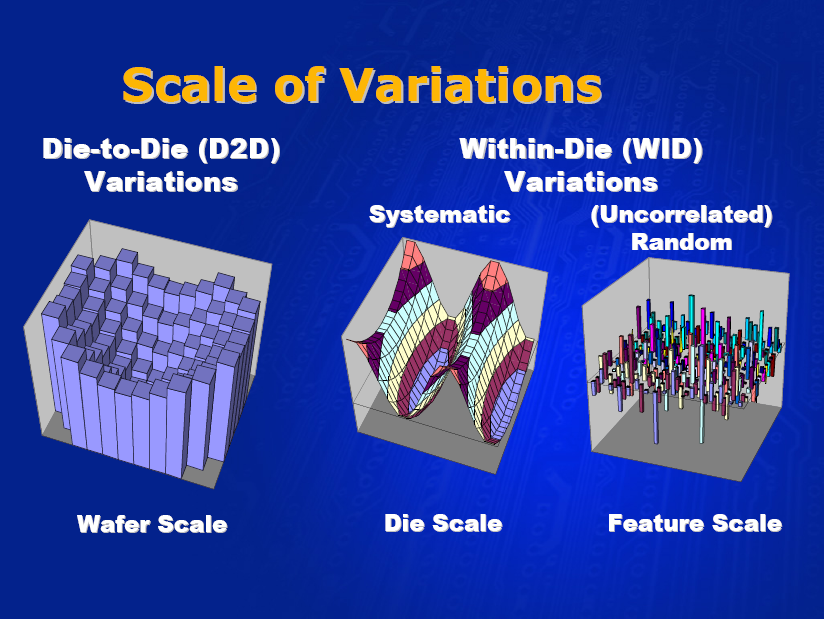 Scale of Variations
Die-to-Die (D2D)
Variations
Within-Die (WID)
Variations
Systematic
(Uncorrelated)
Random
Wafer Scale
Die Scale
Feature Scale